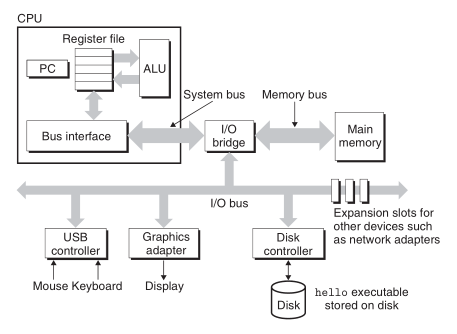 CPU
Register file
PC
ALU
System bus
Memory bus
Bus interface
I/O
bridge
Main
memory
I/O bus
Expansion slots for
other devices such
as network adapters
USB
controller
Graphics
adapter
Disk
controller
Mouse Keyboard
Display
Disk
hello executable
stored on disk